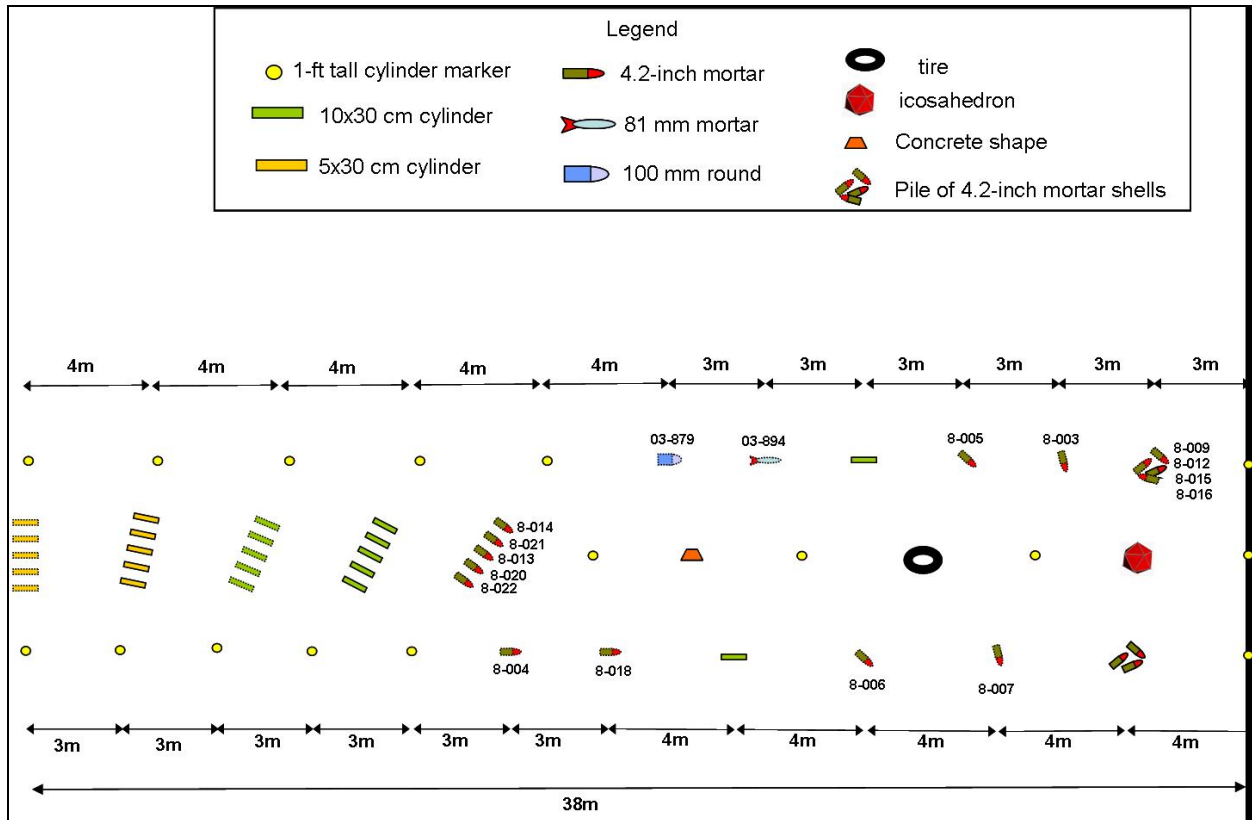 Legend
1-ft tall cylinder marker
10x30 cm cylinder
5x30 cm cylinder
4.2-inch mortar
81 mm mortar
100 mm round
tire
icosahedron
Concrete shape
Pile of 4.2-inch mortar shells
4m 4m 4m 4m 4m 3m 3m 3m 3m 3m 3m
03-879 03-894 8-005 8-003 8-009
8-012
8-015
8-016
8-014
8-021
8-013
8-020
8-022
8-004 8-018 8-006 8-007
3m 3m 3m 3m 3m 3m 4m 4m 4m 4m 4m
38m